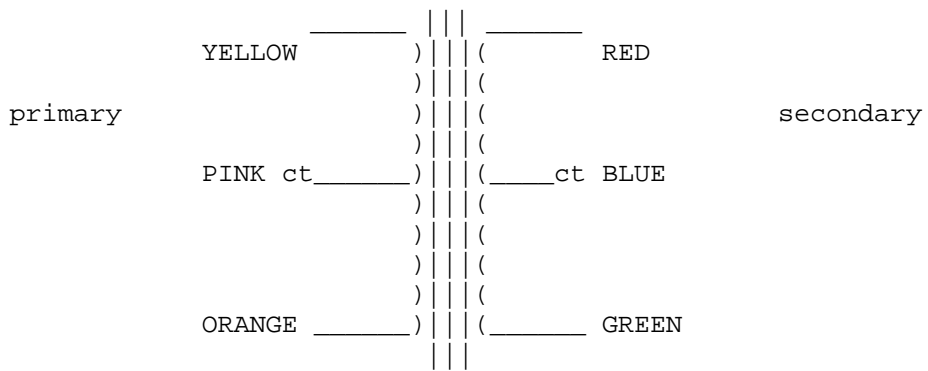 YELLOW RED
primary secondary
PINK ct ct BLUE
ORANGE GREEN